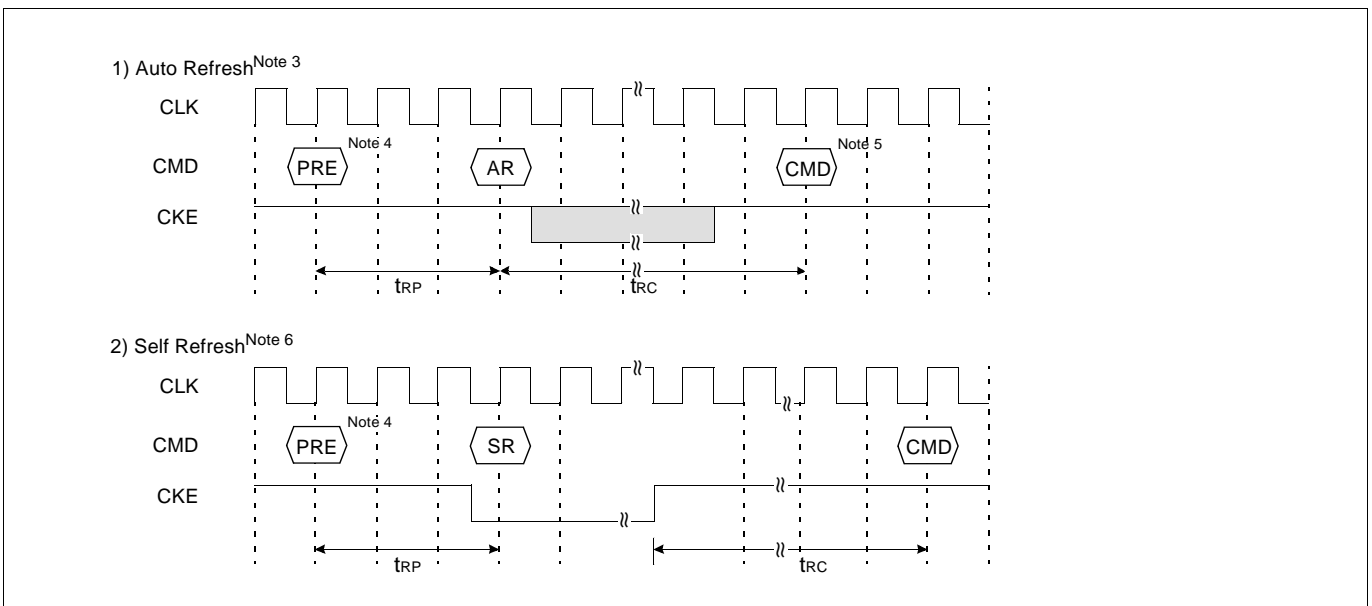 1) Auto Refresh Note 3
CLK
CMD
PRE
Note 4
AR
CMD
Note 5
CKE
tRP
tRC
2) Self Refresh Note 6
CLK
CMD
PRE
Note 4
SR
CMD
CKE
tRP
tRC